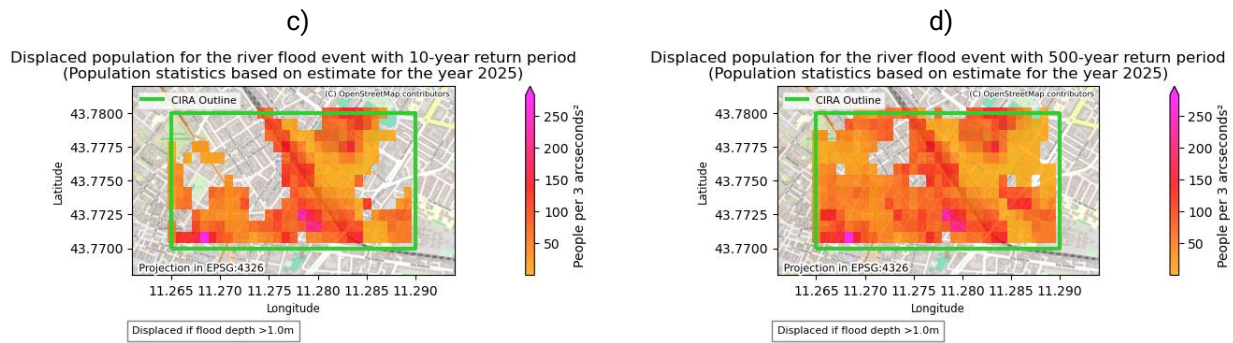 c)
Displaced population for the river flood event with 10-year return period
(Population statistics based on estimate for the year 2025)
(C) OpenStreetMap contributors
CIRA Outline
43.7800
43.7775
43.7750
43.7725
43.7700
Latitude
Projection in EPSG:4326
11.265 11.270 11.275 11.280 11.285 11.290
Longitude
250
200
150
100
50
People per 3 arcseconds²
Displaced if flood depth >1.0m
d)
Displaced population for the river flood event with 500-year return period
(Population statistics based on estimate for the year 2025)
(C) OpenStreetMap contributors
CIRA Outline
43.7800
43.7775
43.7750
43.7725
43.7700
Latitude
Projection in EPSG:4326
11.265 11.270 11.275 11.280 11.285 11.290
Longitude
250
200
150
100
50
People per 3 arcseconds²
Displaced if flood depth >1.0m